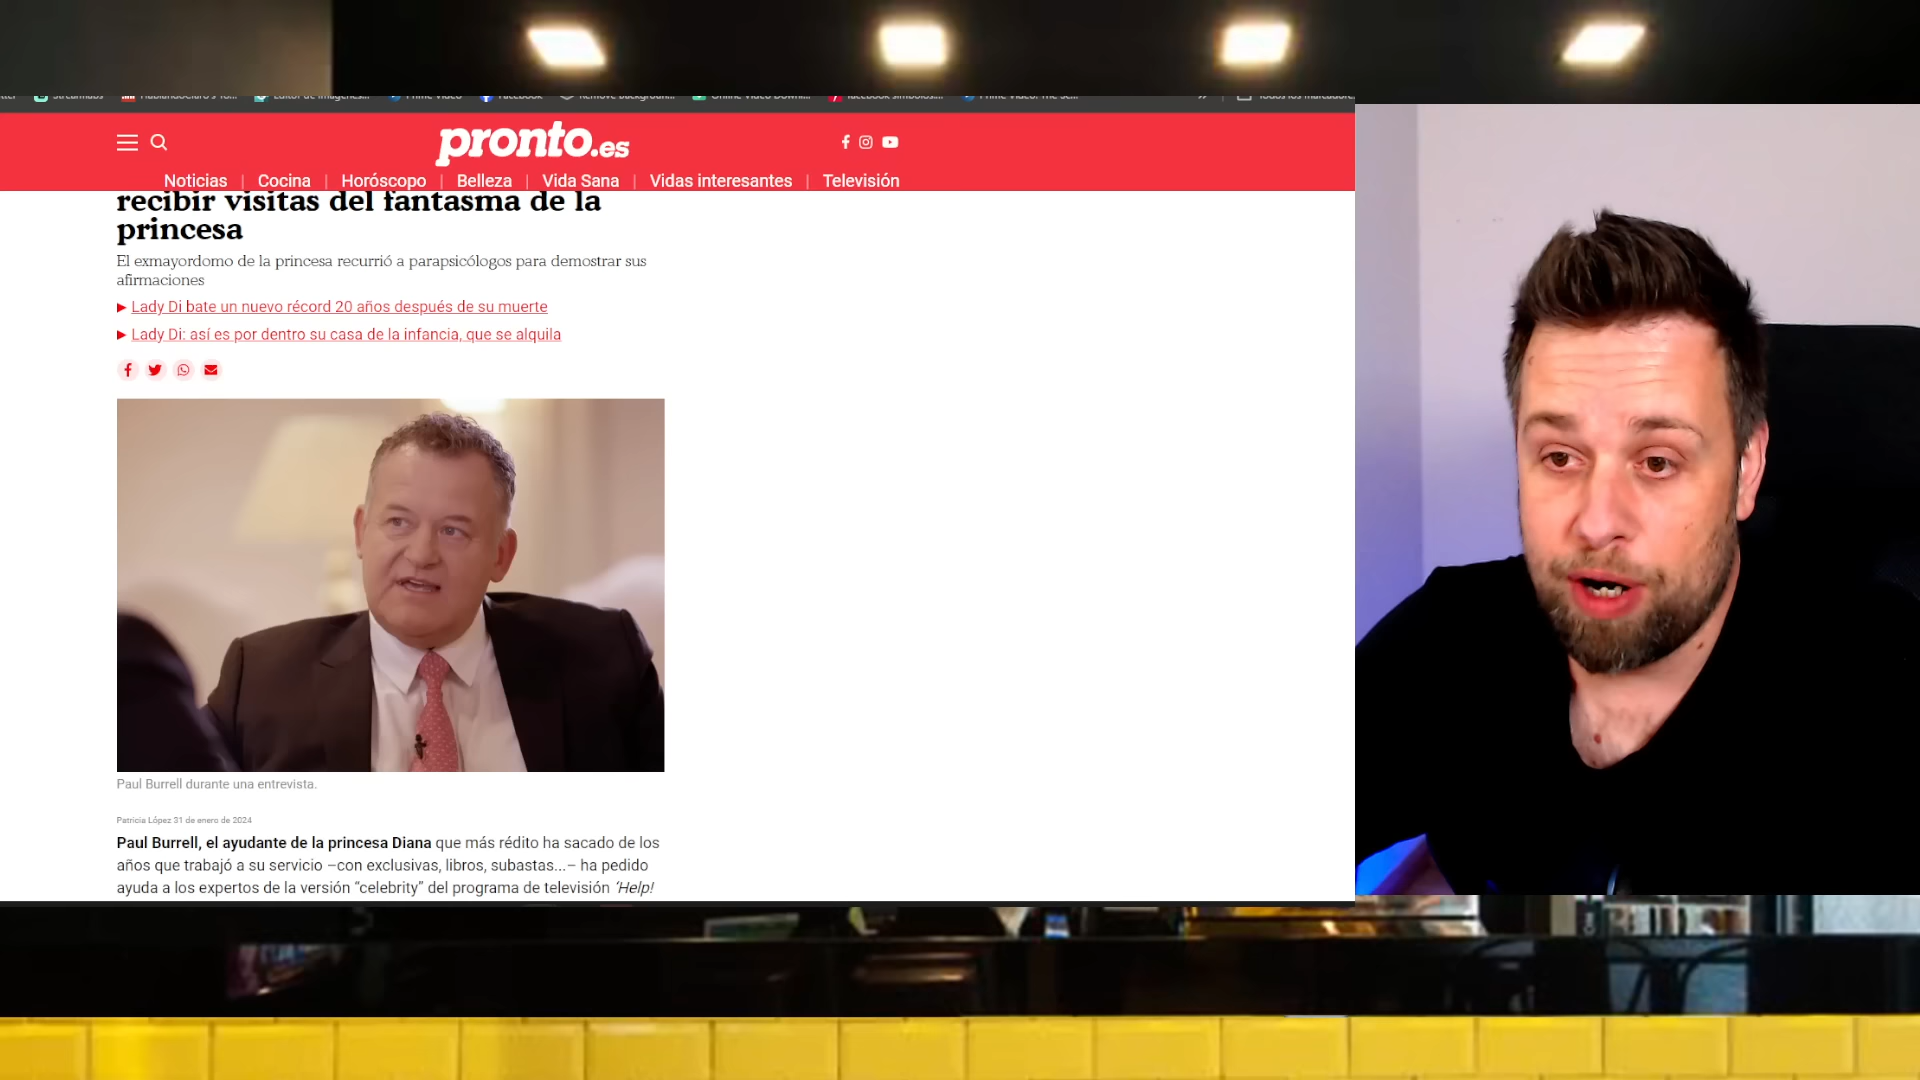 Prime Video
Facebook
pronto.es
Noticias | Cocina | Horóscopo | Belleza | Vida Sana | Vidas interesantes | Televisión
recibir visitas del fantasma de la
princesa
El exmayordomo de la princesa recurrió a parapsicólogos para demostrar sus
afirmaciones
▶ Lady Di bate un nuevo récord 20 años después de su muerte
▶ Lady Di: así es por dentro su casa de la infancia, que se alquila
Paul Burrell durante una entrevista.
Patricia López 31 de enero de 2024
Paul Burrell, el ayudante de la princesa Diana que más rédito ha sacado de los
años que trabajó a su servicio –con exclusivas, libros, subastas...– ha pedido
ayuda a los expertos de la versión “celebrity” del programa de televisión ‘Help!